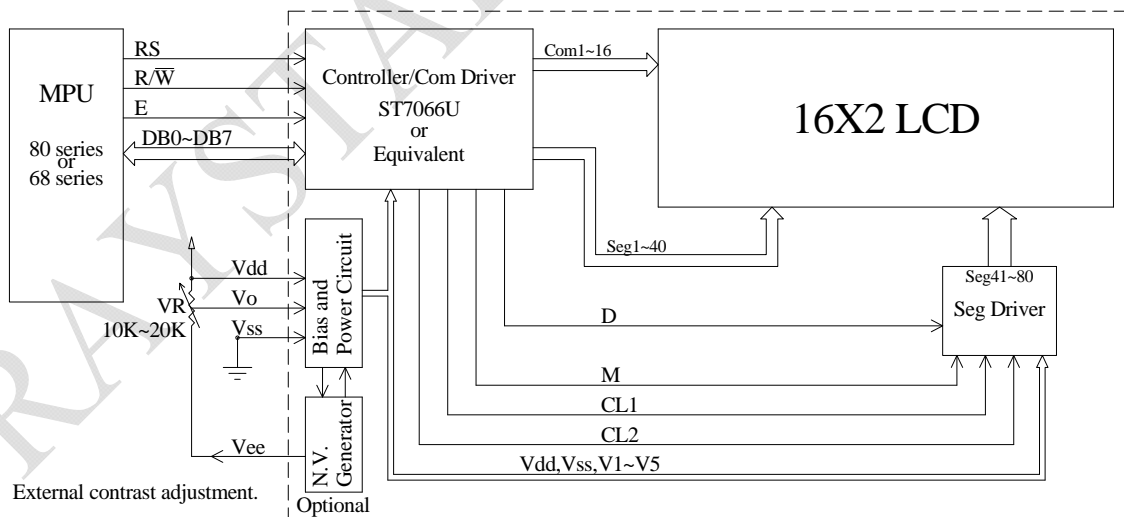 MPU
80 series
or
68 series
RS
R/W̅
E
DB0~DB7
Controller/Com Driver
ST7066U
or
Equivalent
Com1~16
16X2 LCD
Seg1~40
Seg41~80
Seg Driver
Vdd
Vo
VR
10K~20K
Vss
Bias and
Power Circuit
D
M
CL1
CL2
Vdd,Vss,V1~V5
Vee
N.V.
Generator
Optional
External contrast adjustment.
RAYSTA